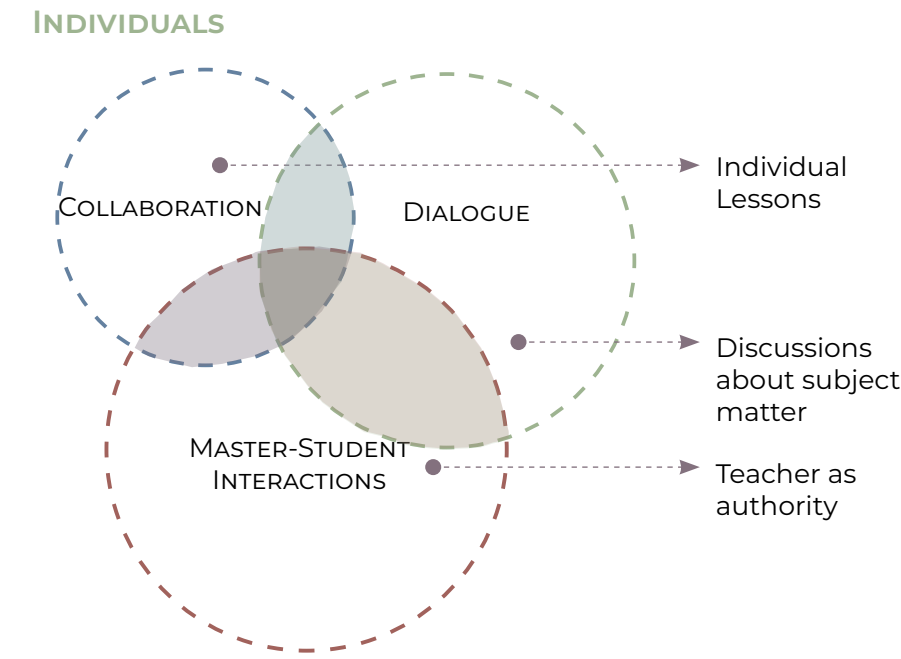 INDIVIDUALS
COLLABORATION
DIALOGUE
Individual
Lessons
Discussions
about subject
matter
MASTER-STUDENT
INTERACTIONS
Teacher as
authority